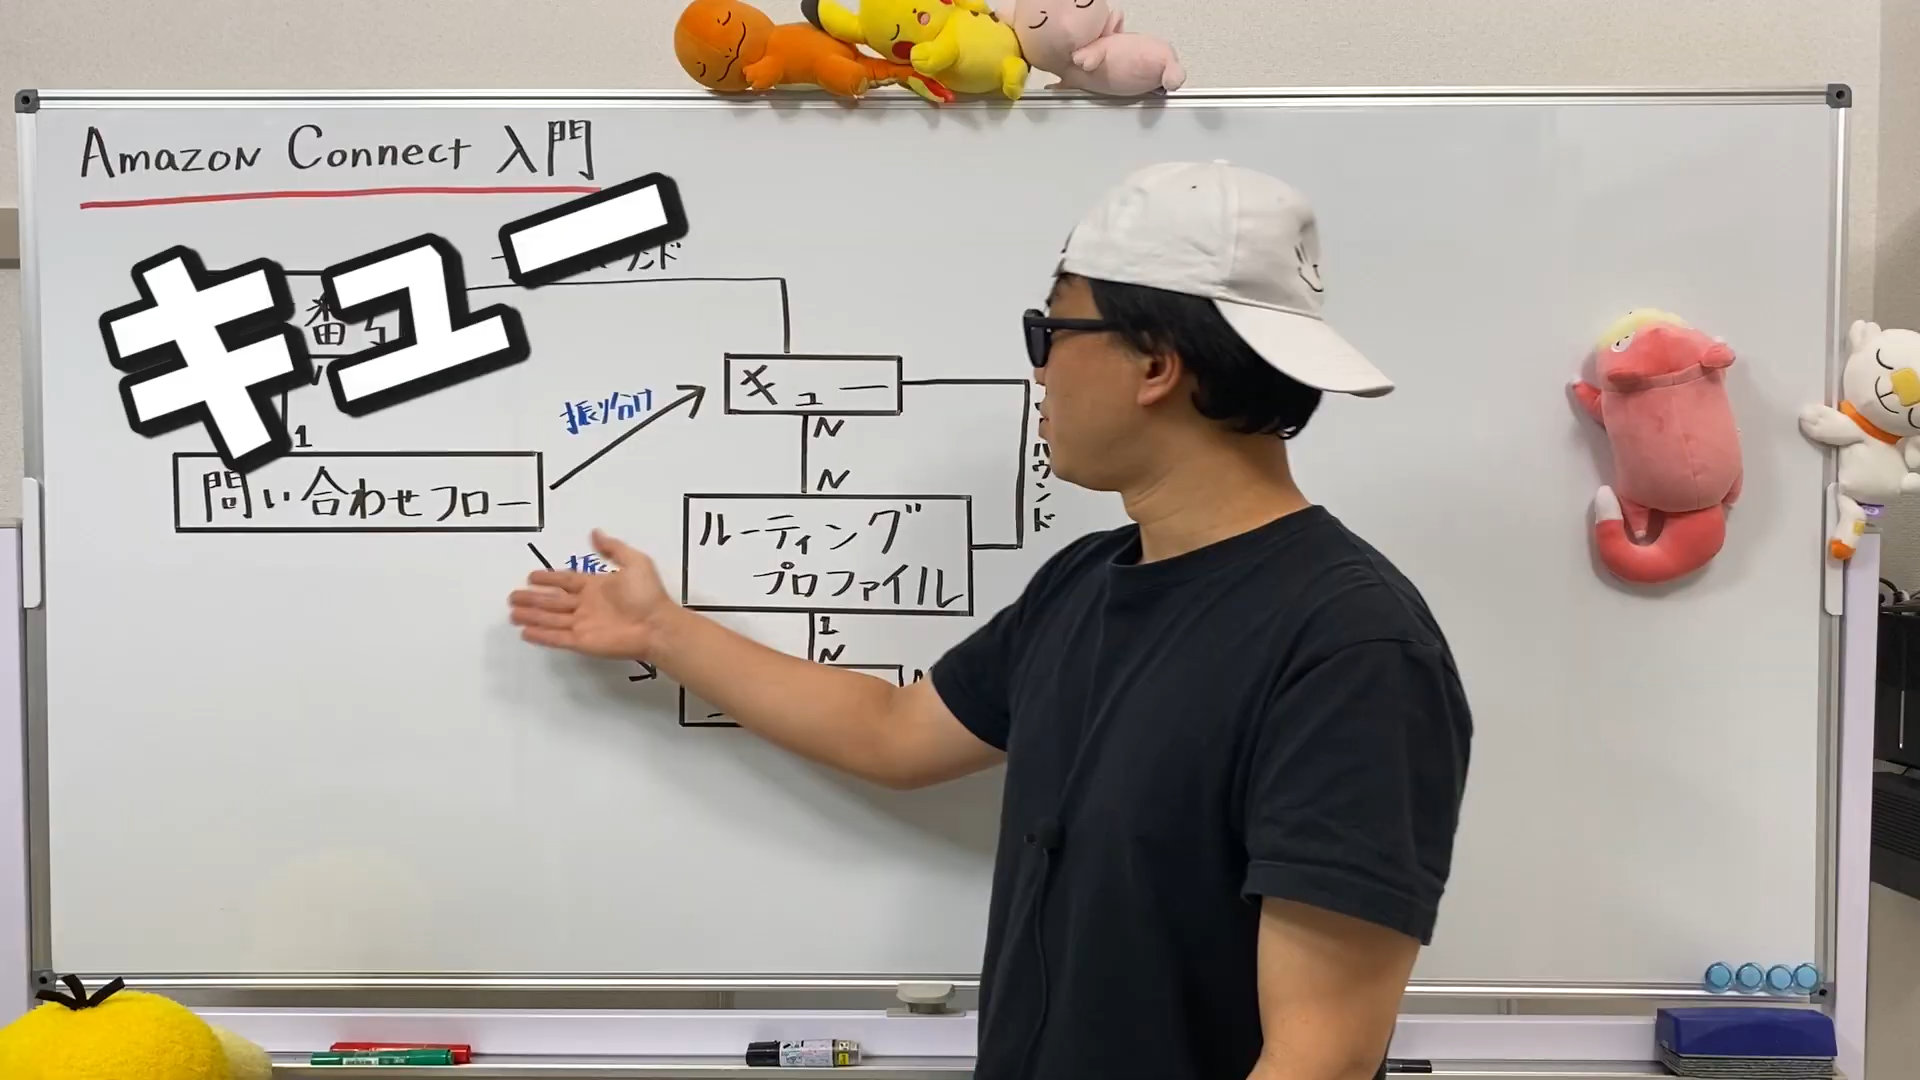 Amazon Connect 入門
キュー
番号
1
問い合わせフロー
振り分け
キュー
N
N
ルーティング
プロファイル
1
N
バウンド